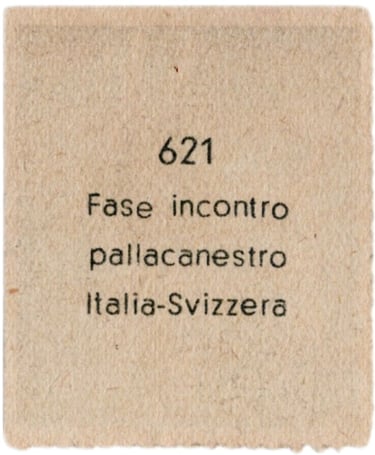 621
Fase incontro
pallacanestro
Italia-Svizzera